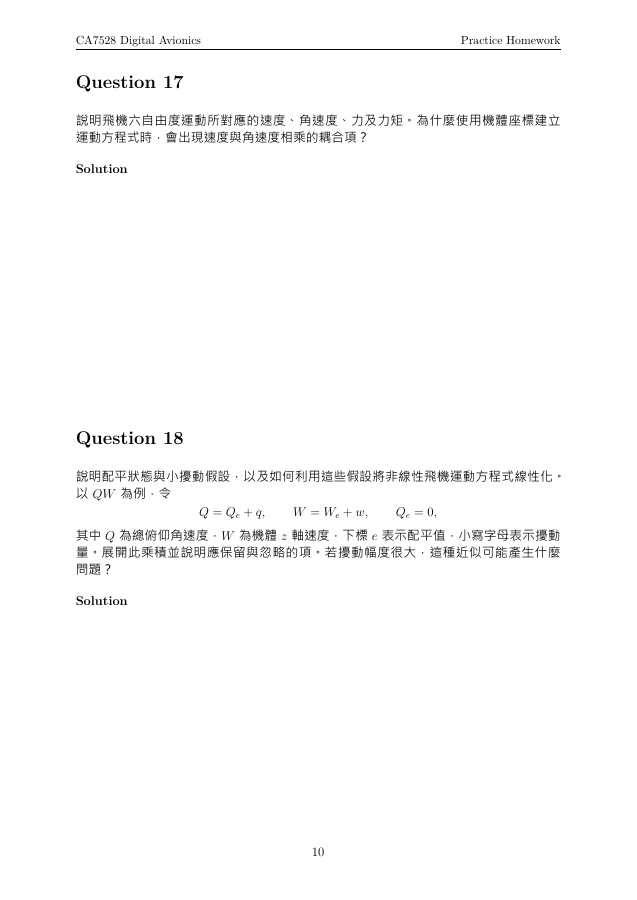 CA7528 Digital Avionics Practice Homework
Question 17
說明飛機六自由度運動所對應的速度、角速度、力及力矩。為什麼使用機體座標建立
運動方程式時，會出現速度與角速度相乘的耦合項？
Solution
Question 18
說明配平狀態與小擾動假設，以及如何利用這些假設將非線性飛機運動方程式線性化。
以 QW 為例，令
Q = Qₑ + q, W = Wₑ + w, Qₑ = 0,
其中 Q 為總俯仰角速度，W 為機體 z 軸速度，下標 e 表示配平值，小寫字母表示擾動
量。展開此乘積並說明應保留與忽略的項。若擾動幅度很大，這種近似可能產生什麼
問題？
Solution
10